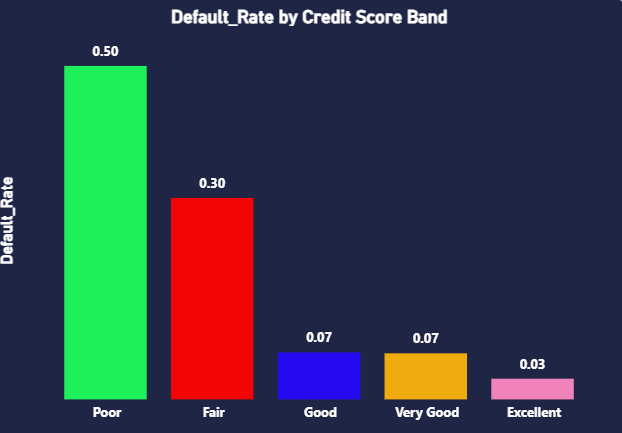 Default_Rate by Credit Score Band
Default_Rate
0.50
0.30
0.07
0.07
0.03
Poor
Fair
Good
Very Good
Excellent